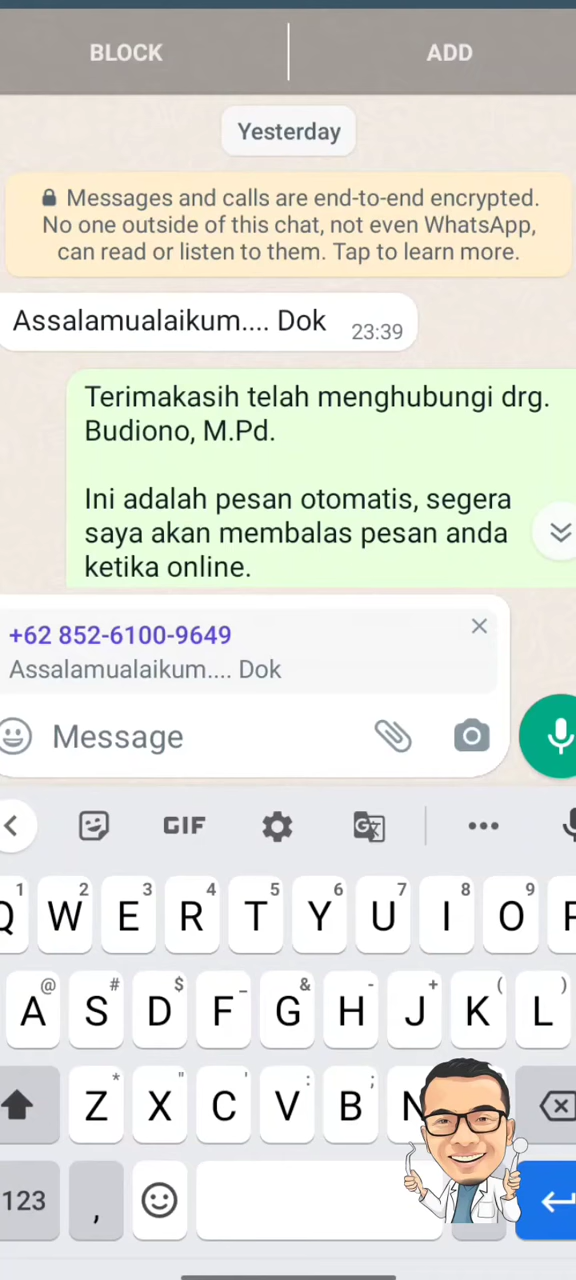 BLOCK
ADD
Yesterday
Messages and calls are end-to-end encrypted.
No one outside of this chat, not even WhatsApp,
can read or listen to them. Tap to learn more.
Assalamualaikum.... Dok
23:39
Terimakasih telah menghubungi drg.
Budiono, M.Pd.
Ini adalah pesan otomatis, segera
saya akan membalas pesan anda
ketika online.
+62 852-6100-9649
Assalamualaikum.... Dok
Message
GIF
1 2 3 4 5 6 7 8 9
Q W E R T Y U I O P
@ # $ _ & - + ( )
A S D F G H J K L
* " ' : ;
Z X C V B N
123 ,